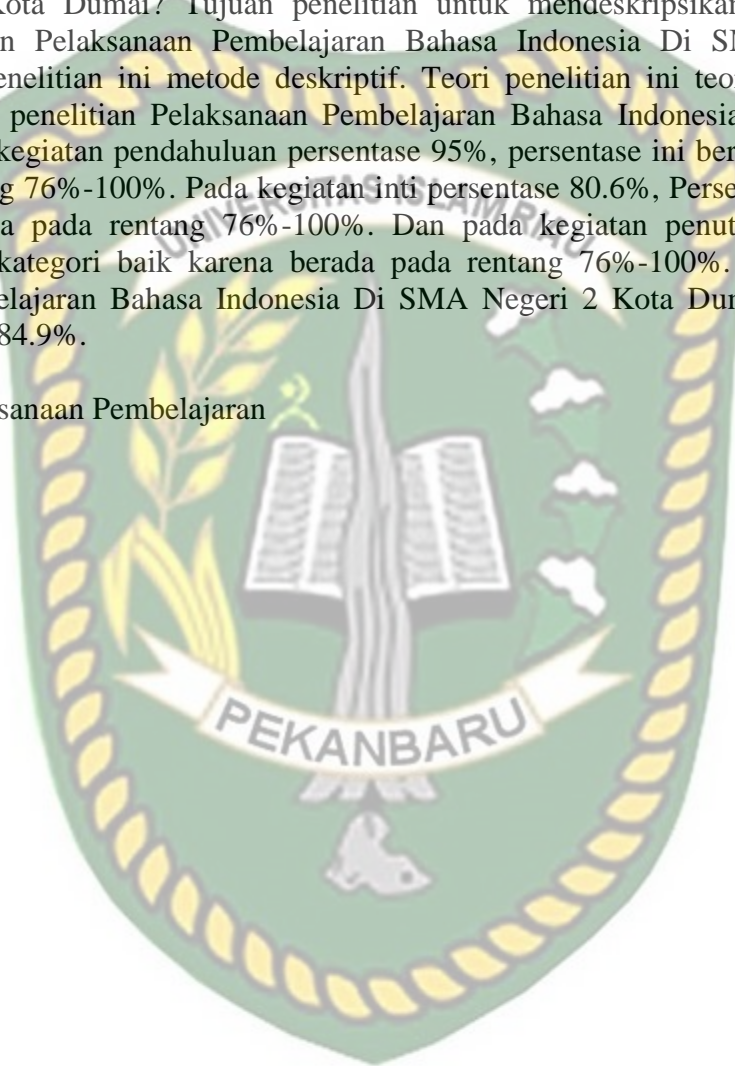 Kota Dumai? Tujuan penelitian untuk mendeskripsikan
n Pelaksanaan Pembelajaran Bahasa Indonesia Di SM
enelitian ini metode deskriptif. Teori penelitian ini teor
penelitian Pelaksanaan Pembelajaran Bahasa Indonesia
kegiatan pendahuluan persentase 95%, persentase ini ber
g 76%-100%. Pada kegiatan inti persentase 80.6%, Perse
a pada rentang 76%-100%. Dan pada kegiatan penut
kategori baik karena berada pada rentang 76%-100%.
elajaran Bahasa Indonesia Di SMA Negeri 2 Kota Dur
84.9%.
sanaan Pembelajaran
UNIVERSITAS ISLAM RIAU
PEKANBARU